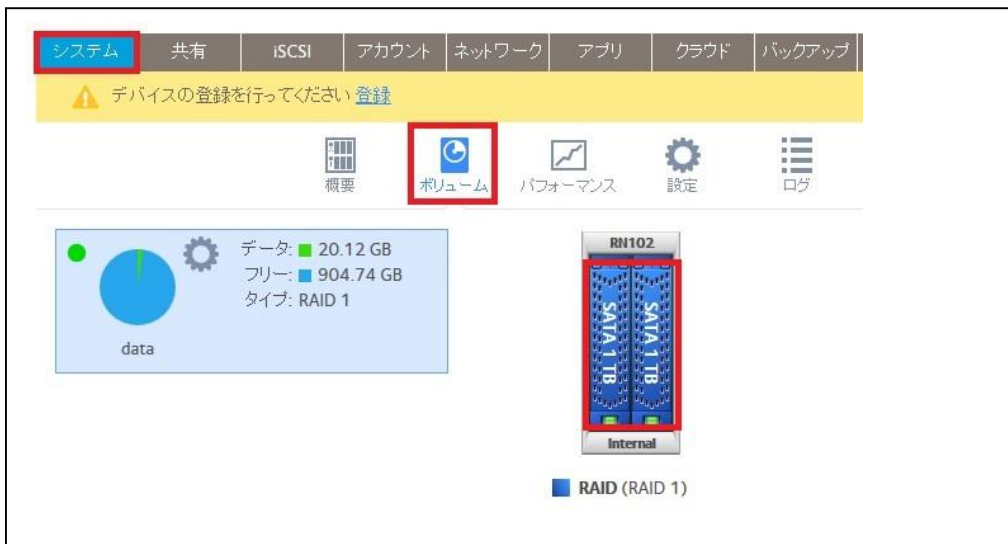 システム 共有 iSCSI アカウント ネットワーク アプリ クラウド バックアップ
デバイスの登録を行ってください 登録
概要 ボリューム パフォーマンス 設定 ログ
データ: 20.12 GB
フリー: 904.74 GB
タイプ: RAID 1
data
RN102
SATA 1 TB SATA 1 TB
Internal
RAID (RAID 1)